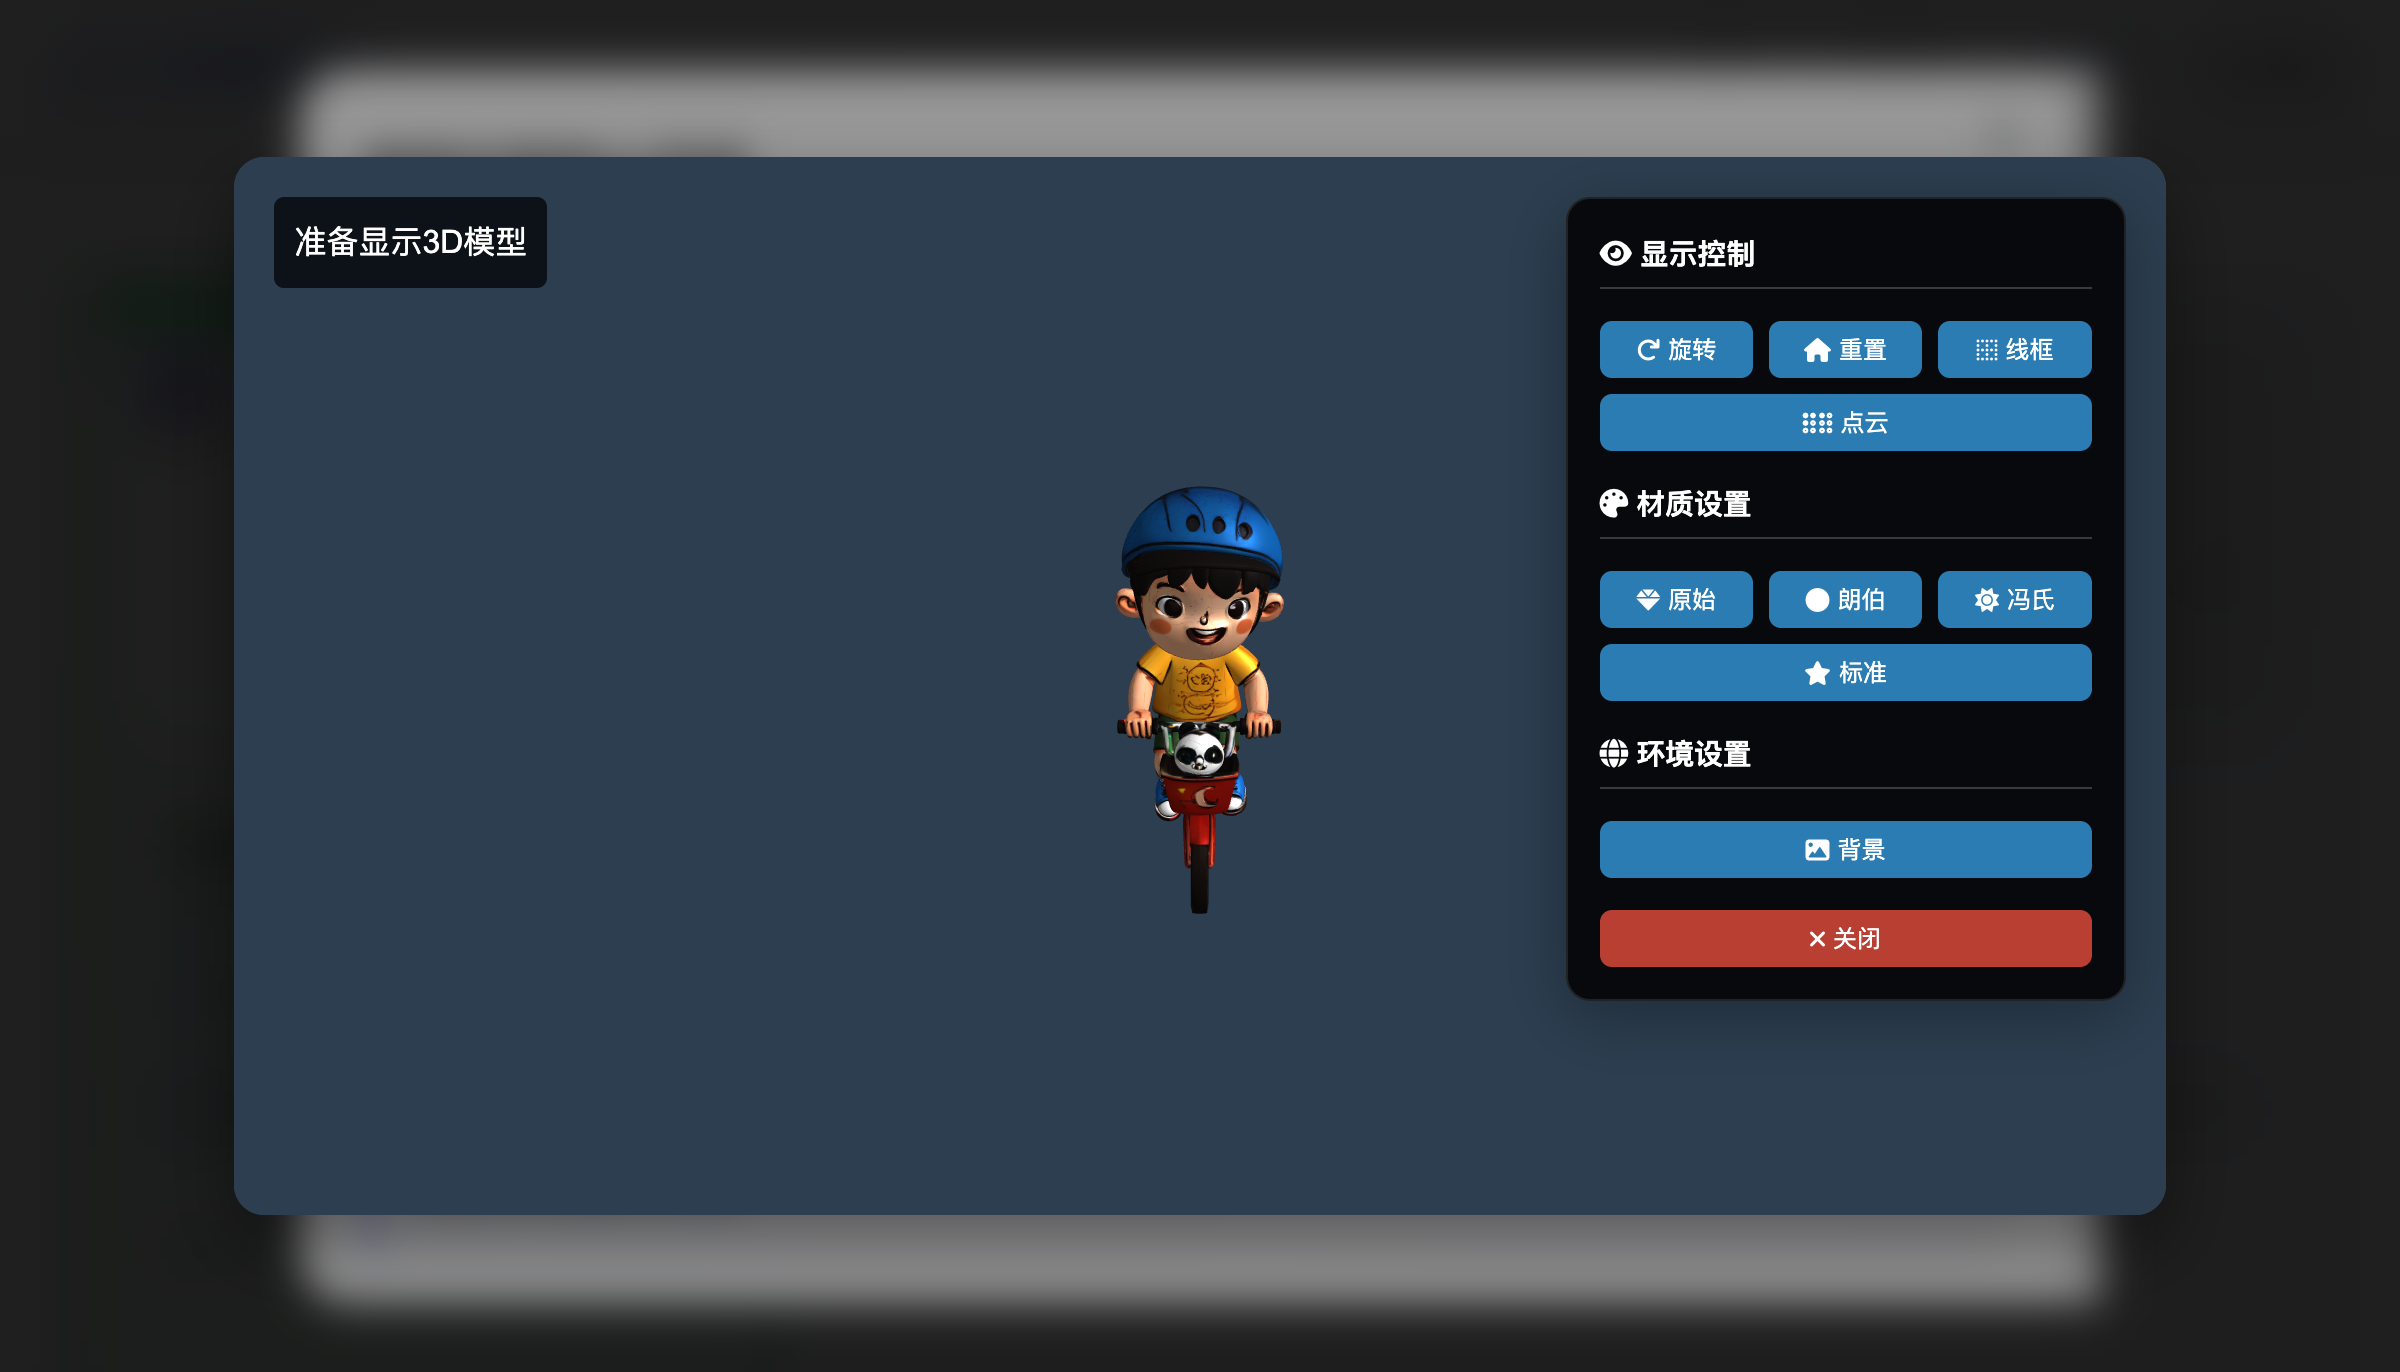 准备显示3D模型
显示控制
旋转 重置 线框
点云
材质设置
原始 朗伯 冯氏
标准
环境设置
背景
关闭